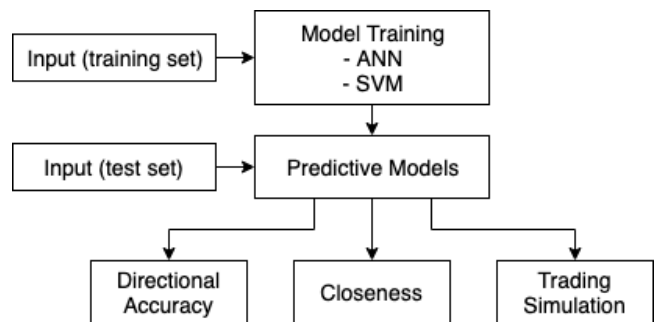 Input (training set)
Model Training
- ANN
- SVM
Input (test set)
Predictive Models
Directional
Accuracy
Closeness
Trading
Simulation